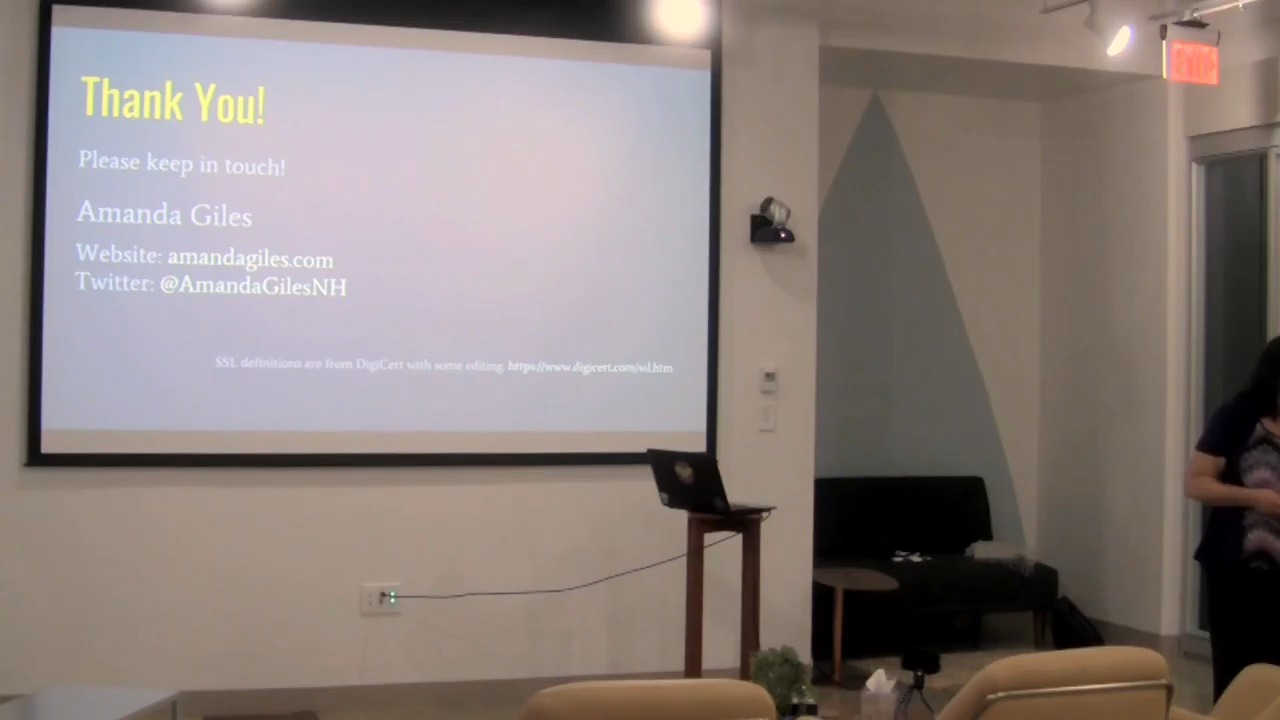 Thank You!
Please keep in touch!
Amanda Giles
Website: amandagiles.com
Twitter: @AmandaGilesNH
SSL definitions are from DigiCert with some editing. https://www.digicert.com/ssl.htm
EXIT